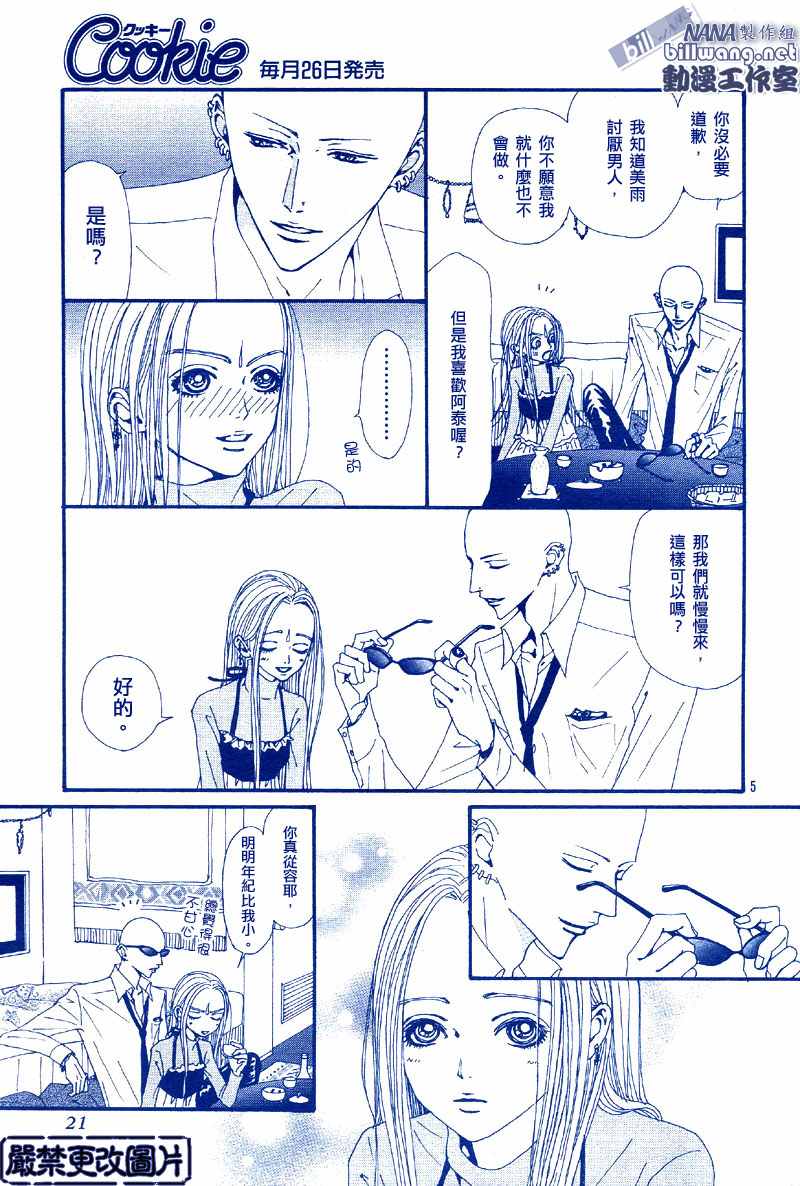 クッキー
Cookie
毎月26日発売
bill
NANA製作組
billwang.net
動漫工作室
你沒必要
道歉，
我知道美雨
討厭男人，
你不願意我
就什麼也不
會做。
是嗎？
但是我喜歡阿泰喔？
………
是的
那我們就慢慢來，
這樣可以嗎？
好的。
5
你真從容耶，
明明年紀比我小。
總覺得很
不甘心
21
嚴禁更改圖片